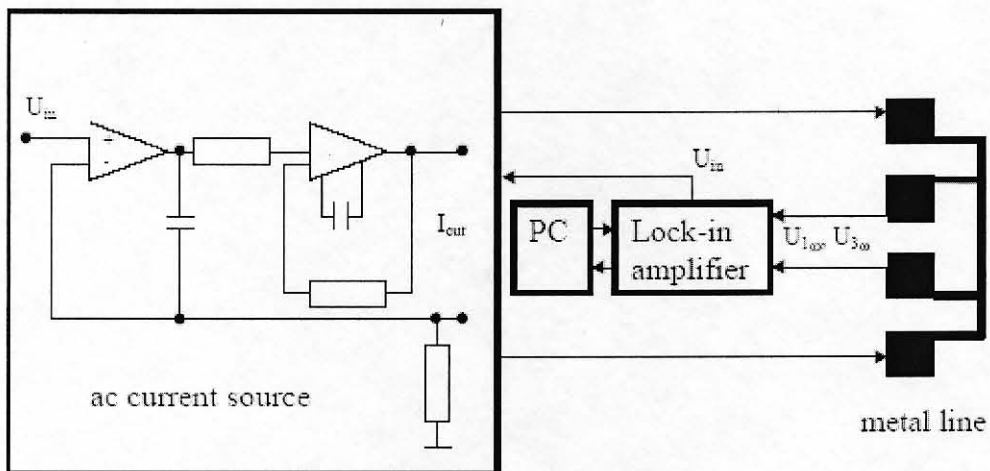 U_in
+
-
I_out
ac current source
U_in
PC
Lock-in
amplifier
U_1ω, U_3ω
metal line